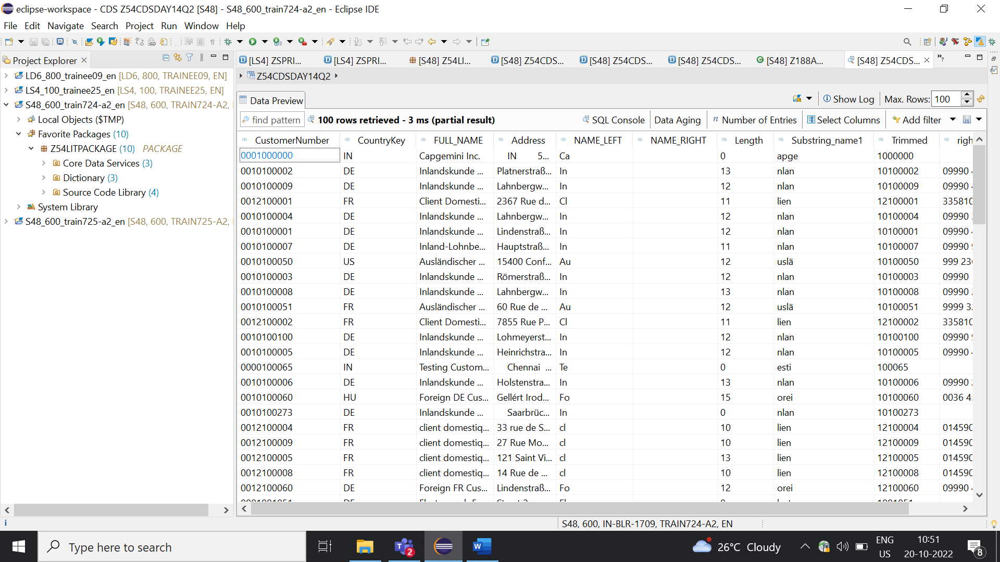 eclipse-workspace - CDS Z54CDSDAY14Q2 [S48] - S48_600_train724-a2_en - Eclipse IDE
File Edit Navigate Search Project Run Window Help
Project Explorer
[LS4] ZSPRI... [LS4] ZSPRI... [S48] Z54LI... [S48] Z54CDS... [S48] Z54CDS... [S48] Z54CDS... [S48] Z188A... [S48] Z54CDS... 7
LD6_800_trainee09_en [LD6, 800, TRAINEE09, EN]
LS4_100_trainee25_en [LS4, 100, TRAINEE25, EN]
S48_600_train724-a2_en [S48, 600, TRAIN724-A2,
Local Objects ($TMP)
Favorite Packages (10)
Z54LITPACKAGE (10) PACKAGE
Core Data Services (3)
Dictionary (3)
Source Code Library (4)
System Library
S48_600_train725-a2_en [S48, 600, TRAIN725-A2,
Z54CDSDAY14Q2
Data Preview Show Log Max. Rows: 100
find pattern 100 rows retrieved - 3 ms (partial result) SQL Console Data Aging Number of Entries Select Columns Add filter
CustomerNumber CountryKey FULL_NAME Address NAME_LEFT NAME_RIGHT Length Substring_name1 Trimmed righ
0001000000 IN Capgemini Inc. IN 5... Ca 0 apge 1000000
0010100002 DE Inlandskunde ... Platnerstraß... In 13 nlan 10100002 09990
0010100009 DE Inlandskunde ... Lahnbergw... In 12 nlan 10100009 09990
0012100001 FR Client Domesti... 2367 Rue d... Cl 11 lien 12100001 335810
0010100004 DE Inlandskunde ... Lahnbergw... In 12 nlan 10100004 09990
0010100001 DE Inlandskunde ... Lindenstraß... In 12 nlan 10100001 09990
0010100007 DE Inland-Lohnbe... Hauptstraß... In 11 nlan 10100007 09990
0010100050 US Ausländischer ... 15400 Conf... Au 12 uslä 10100050 999 236
0010100003 DE Inlandskunde ... Römerstraß... In 12 nlan 10100003 09990
0010100008 DE Inlandskunde ... Lahnbergw... In 13 nlan 10100008 09990
0010100051 FR Ausländischer ... 60 Rue de ... Au 12 uslä 10100051 9999 32
0012100002 FR Client Domesti... 7855 Rue P... Cl 11 lien 12100002 335810
0010100100 DE Inlandskunde ... Lohmeyerst... In 12 nlan 10100100 09990
0010100005 DE Inlandskunde ... Heinrichstra... In 12 nlan 10100005 09990
0000100065 IN Testing Custom... Chennai ... Te 0 esti 100065
0010100006 DE Inlandskunde ... Holstenstra... In 13 nlan 10100006 09990
0010100060 HU Foreign DE Cus... Gellért Irod... Fo 15 orei 10100060 0036 45
0010100273 DE Inlandskunde ... Saarbrüc... In 0 nlan 10100273
0012100004 FR client domestiq... 33 rue de S... cl 10 lien 12100004 014590
0012100009 FR client domestiq... 27 Rue Mo... cl 10 lien 12100009 014590
0012100005 FR client domestiq... 121 Saint Vi... cl 13 lien 12100005 014590
0012100008 FR client domestiq... 14 Rue de ... cl 10 lien 12100008 014590
0012100060 DE Foreign FR Cus... Lindenstraß... Fo 12 orei 12100060 09990
S48, 600, IN-BLR-1709, TRAIN724-A2, EN
Type here to search
2
26°C Cloudy
ENG
US
10:51
20-10-2022
8